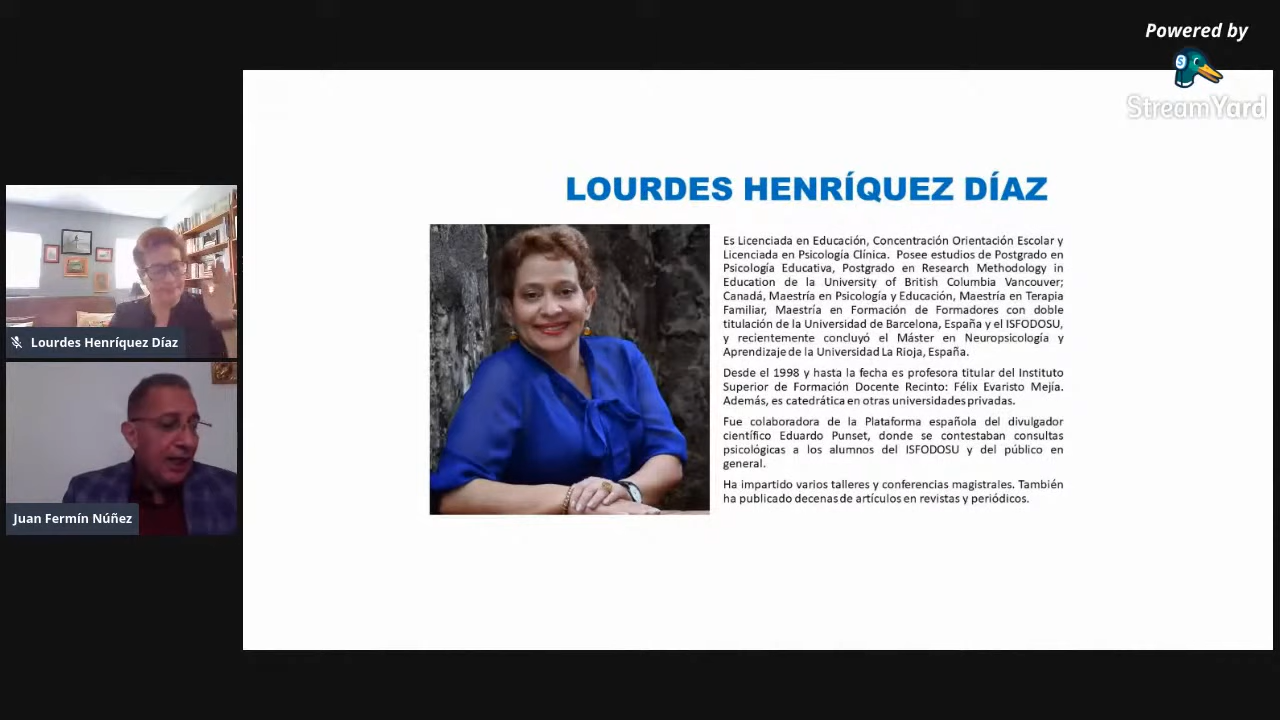 Powered by
StreamYard
LOURDES HENRÍQUEZ DÍAZ
Es Licenciada en Educación, Concentración Orientación Escolar y
Licenciada en Psicología Clínica. Posee estudios de Postgrado en
Psicología Educativa, Postgrado en Research Methodology in
Education de la University of British Columbia Vancouver;
Canadá, Maestría en Psicología y Educación, Maestría en Terapia
Familiar, Maestría en Formación de Formadores con doble
titulación de la Universidad de Barcelona, España y el ISFODOSU,
y recientemente concluyó el Máster en Neuropsicología y
Aprendizaje de la Universidad La Rioja, España.
Desde el 1998 y hasta la fecha es profesora titular del Instituto
Superior de Formación Docente Recinto: Félix Evaristo Mejía.
Además, es catedrática en otras universidades privadas.
Fue colaboradora de la Plataforma española del divulgador
científico Eduardo Punset, donde se contestaban consultas
psicológicas a los alumnos del ISFODOSU y del público en
general.
Ha impartido varios talleres y conferencias magistrales. También
ha publicado decenas de artículos en revistas y periódicos.
Lourdes Henríquez Díaz
Juan Fermín Núñez